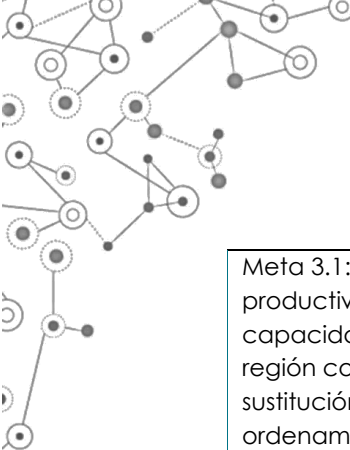 Meta 3.1:
productiv
capacida
región co
sustitución
ordenam